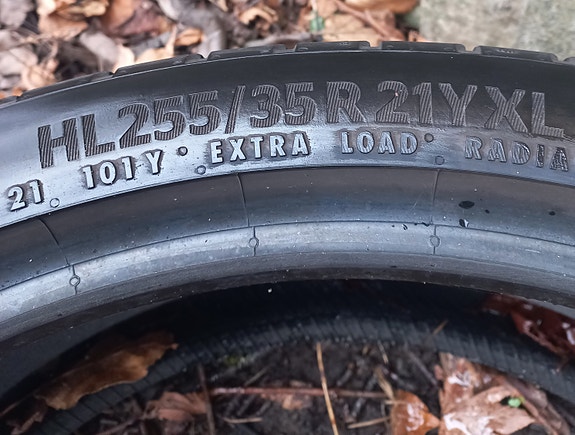 HL255/35R21YXL
21 101Y • EXTRA LOAD • RADIA